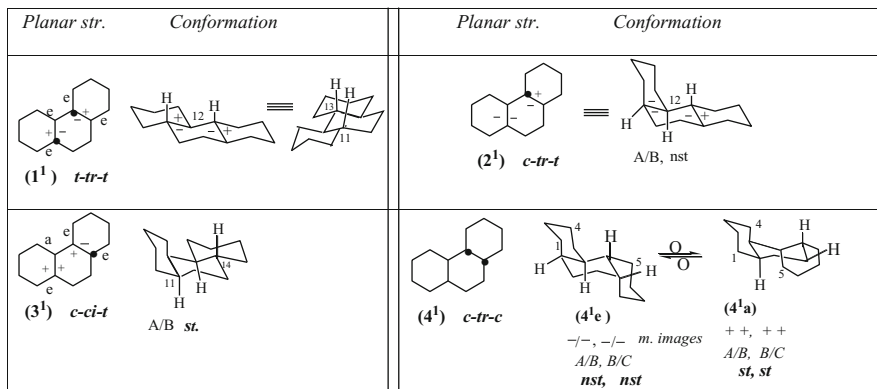 Planar str. Conformation Planar str. Conformation
e e + − + − e e
(1¹) t-tr-t
H H 12 + − − +
H 13 H 11
+ − −
(2¹) c-tr-t
H 12 H H − − − +
A/B, nst
a e − + + + e e
(3¹) c-ci-t
H 14 11 H H
A/B st.
(4¹) c-tr-c
4 1 H H 5 H H
(4¹e)
−/−, −/− m. images
A/B, B/C
nst, nst
O
O
4 H H 1 5 H
(4¹a)
+ +, + +
A/B, B/C
st, st